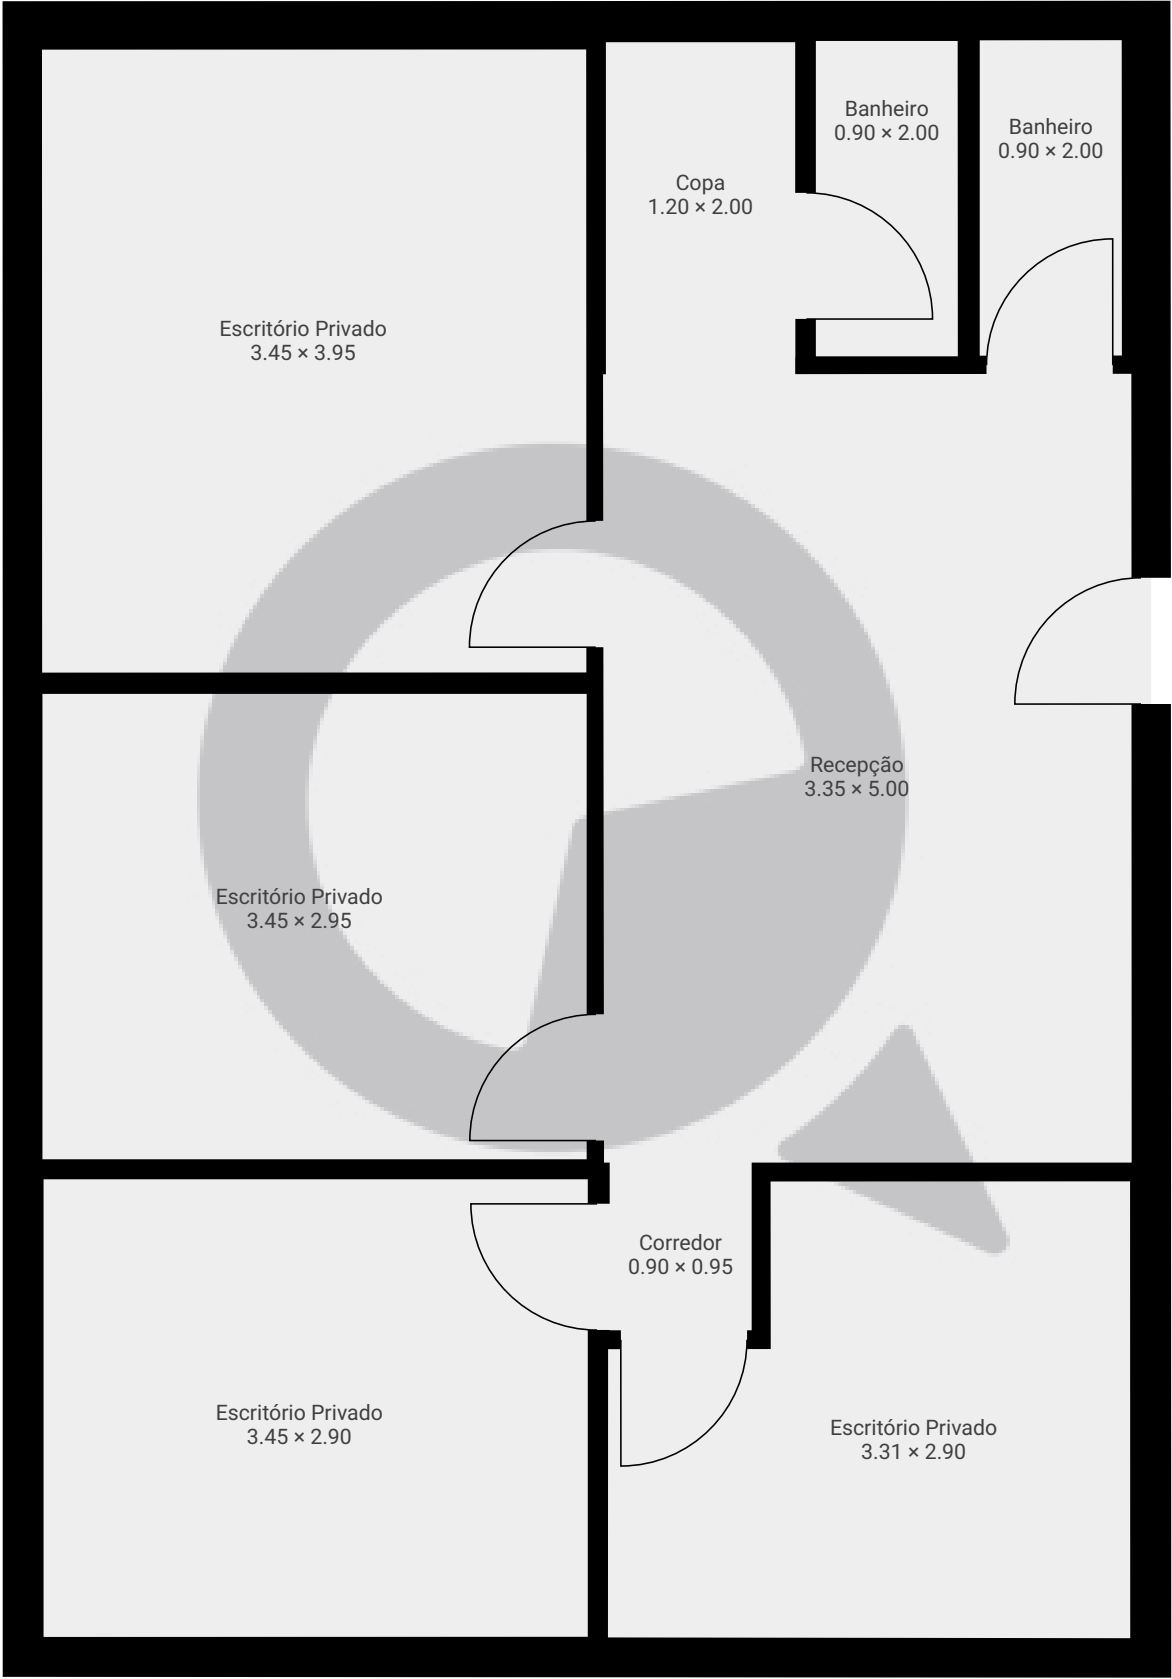 Banheiro
0.90 × 2.00
Banheiro
0.90 × 2.00
Copa
1.20 × 2.00
Escritório Privado
3.45 × 3.95
Recepção
3.35 × 5.00
Escritório Privado
3.45 × 2.95
Corredor
0.90 × 0.95
Escritório Privado
3.45 × 2.90
Escritório Privado
3.31 × 2.90